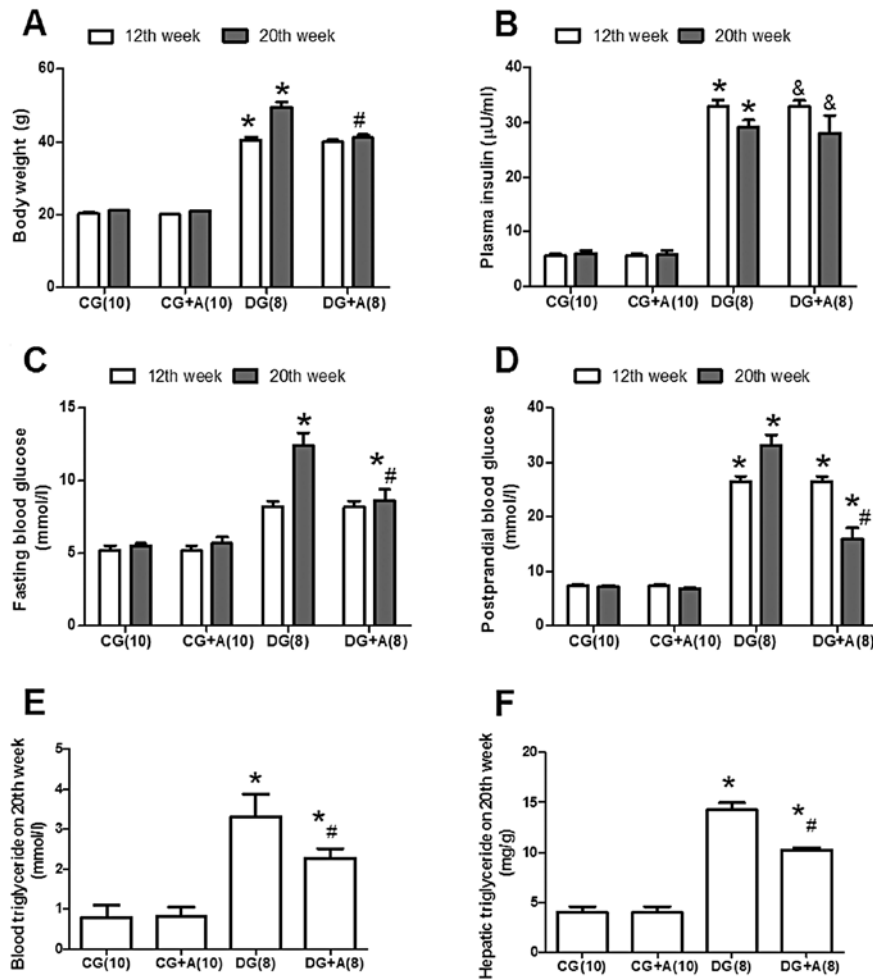 A
12th week 20th week
Body weight (g)
60
40
20
0
* * #
CG(10) CG+A(10) DG(8) DG+A(8)
B
12th week 20th week
Plasma insulin (μU/ml)
40
30
20
10
0
* * & &
CG(10) CG+A(10) DG(8) DG+A(8)
C
12th week 20th week
Fasting blood glucose
(mmol/l)
15
10
5
0
* *
#
CG(10) CG+A(10) DG(8) DG+A(8)
D
12th week 20th week
Postprandial blood glucose
(mmol/l)
40
30
20
10
0
* * * *
#
CG(10) CG+A(10) DG(8) DG+A(8)
E
Blood triglyceride on 20th week
(mmol/l)
5
4
3
2
1
0
* *
#
CG(10) CG+A(10) DG(8) DG+A(8)
F
Hepatic triglyceride on 20th week
(mg/g)
20
15
10
5
0
* *
#
CG(10) CG+A(10) DG(8) DG+A(8)